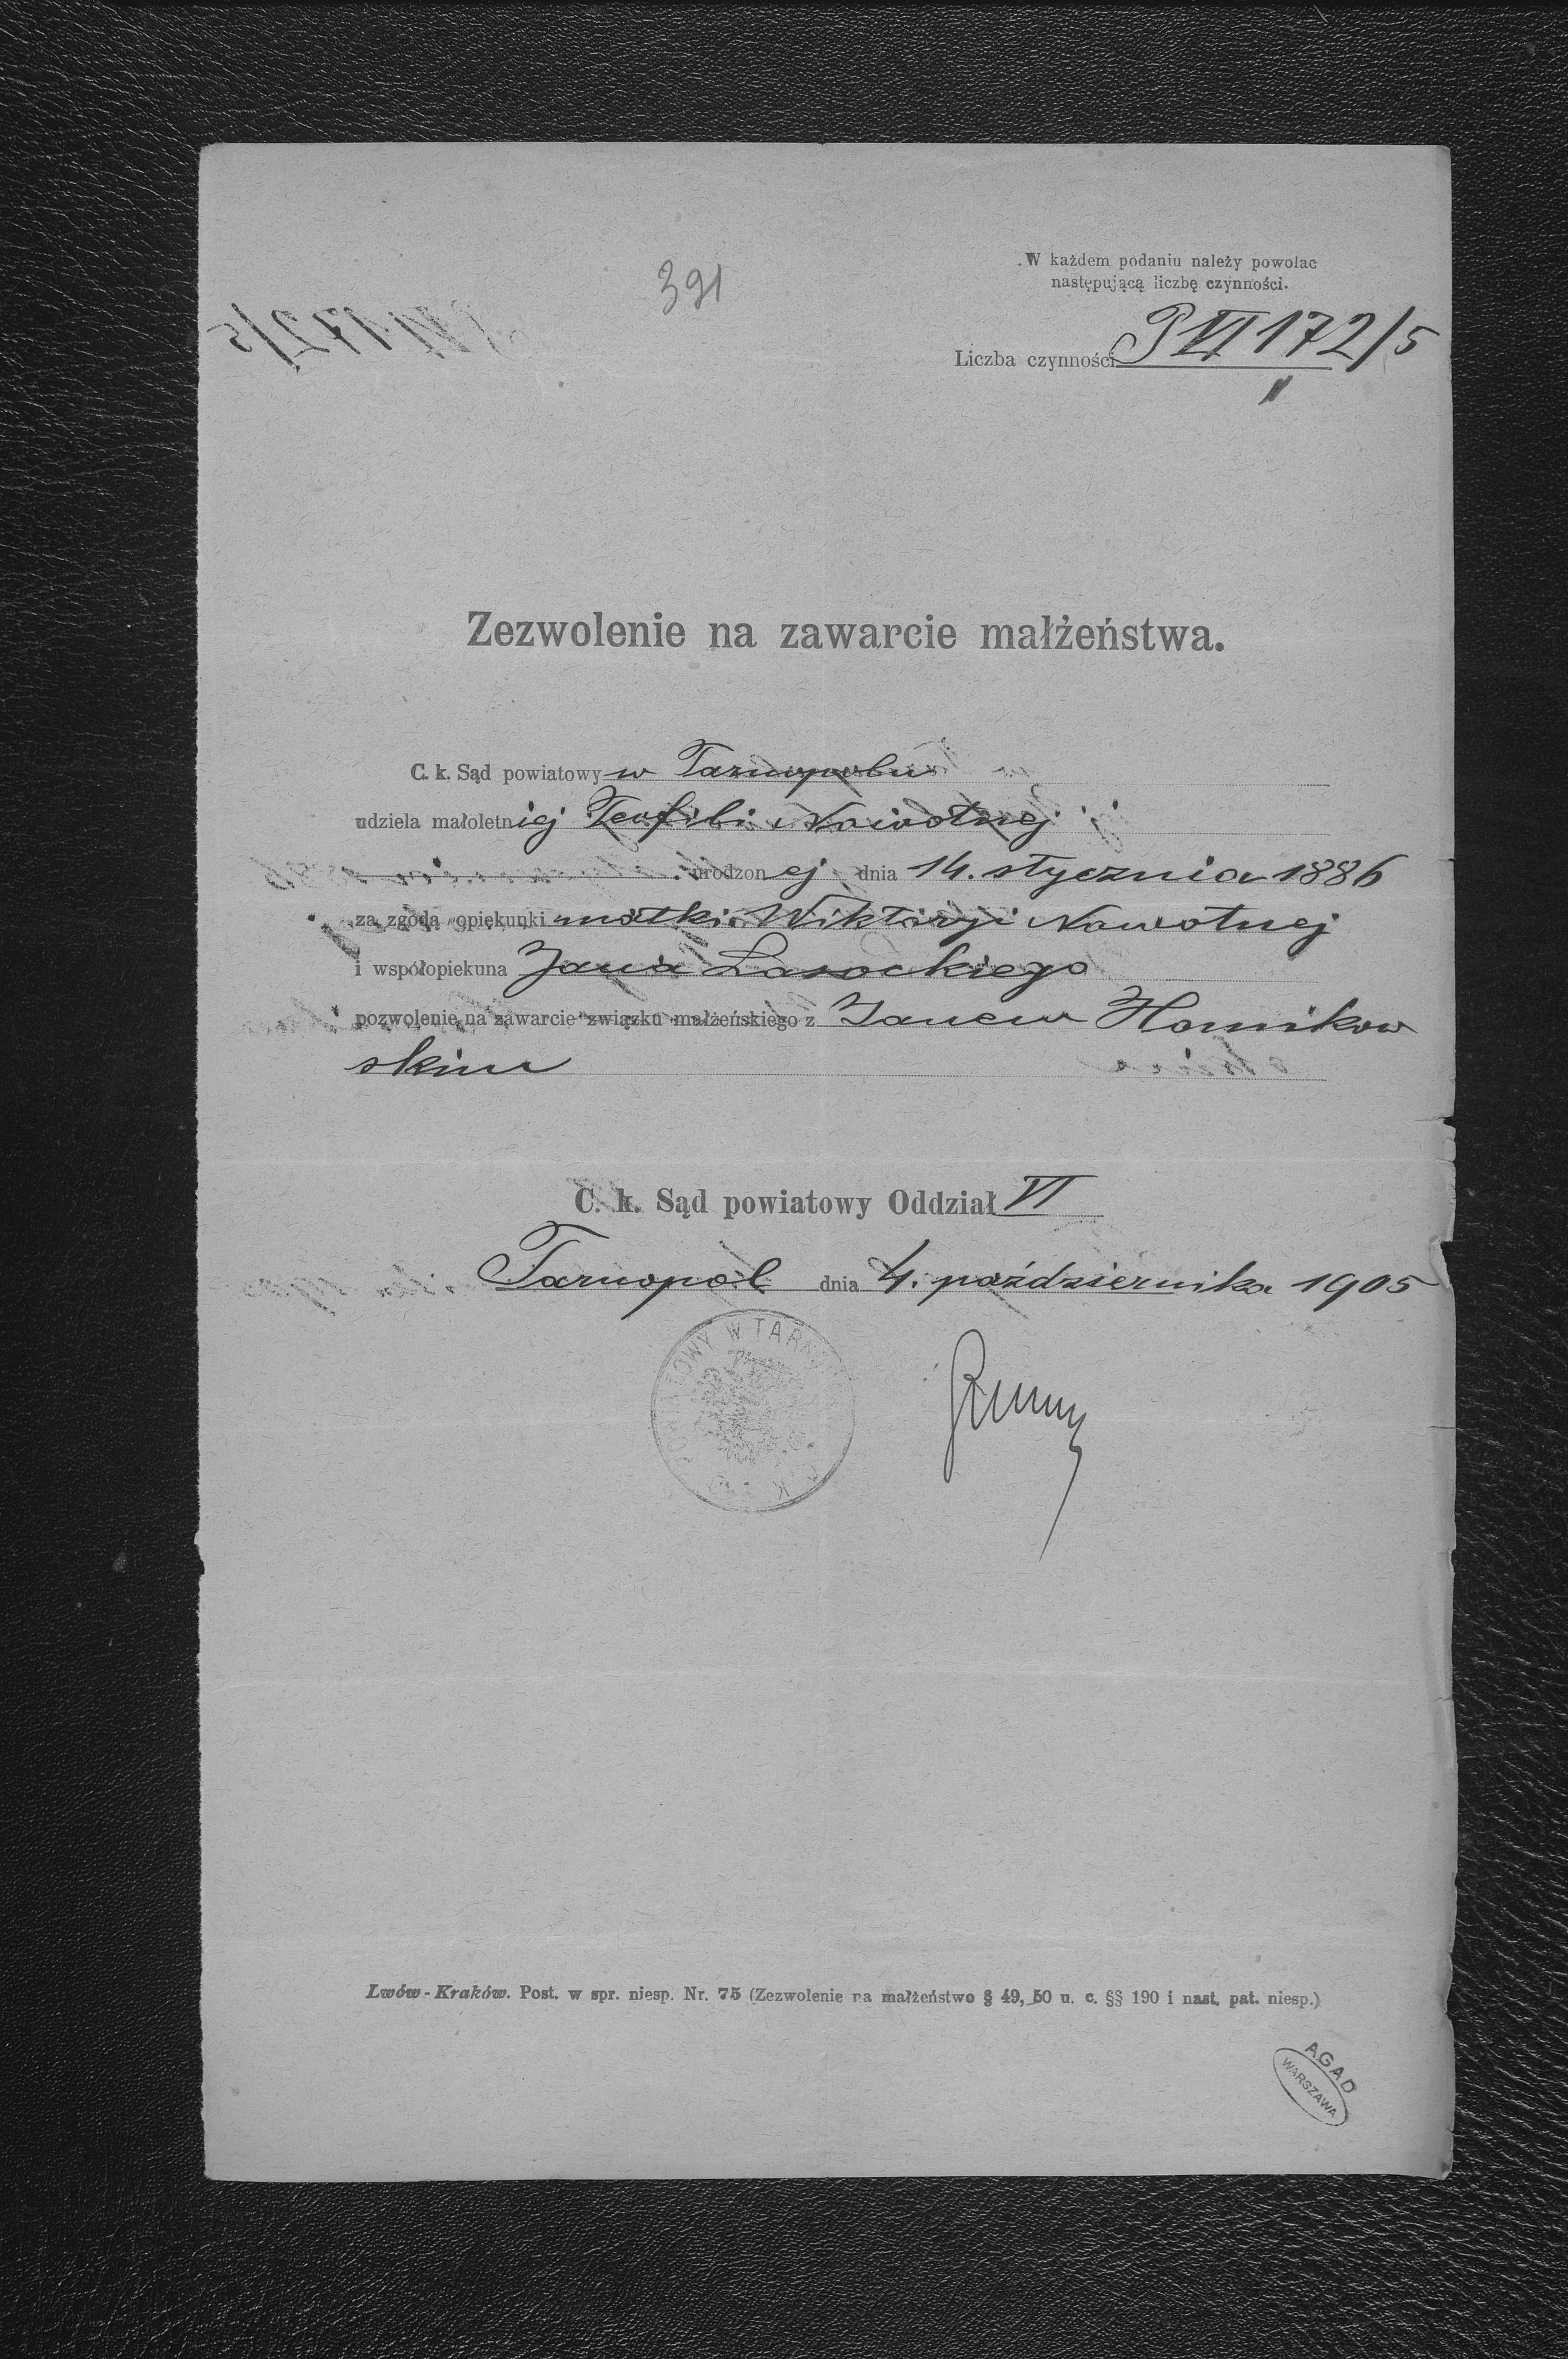 391
W każdem podaniu należy powołac
następującą liczbę czynności.
Liczba czynności P VI 172/5
Zezwolenie na zawarcie małżeństwa.
C. k. Sąd powiatowy w Tarnopolu
udziela małoletniej Teofili Nowotnej
urodzonej dnia 14. stycznia 1886
za zgodą opiekunki matki Wiktoryi Nowotnej
i współopiekuna Jana Lasockiego
pozwolenie na zawarcie związku małżeńskiego z Janem Homikow
skim
C. k. Sąd powiatowy Oddział VI
Tarnopol dnia 4. października 1905
Lwów-Kraków. Post. w spr. niesp. Nr. 75 (Zezwolenie na małżeństwo § 49, 50 u. c. §§ 190 i nast. pat. niesp.)
AGAD
WARSZAWA